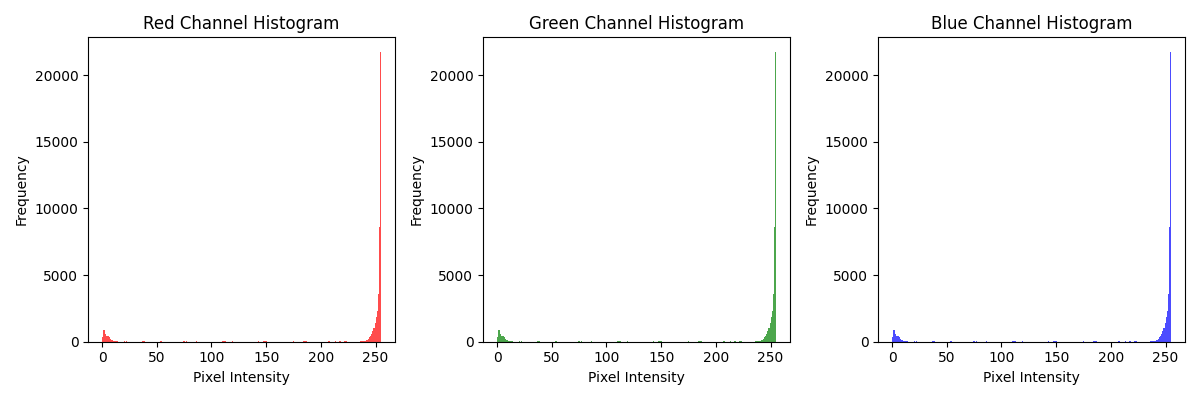 Red Channel Histogram
Frequency
20000
15000
10000
5000
0
0 50 100 150 200 250
Pixel Intensity
Green Channel Histogram
Frequency
20000
15000
10000
5000
0
0 50 100 150 200 250
Pixel Intensity
Blue Channel Histogram
Frequency
20000
15000
10000
5000
0
0 50 100 150 200 250
Pixel Intensity